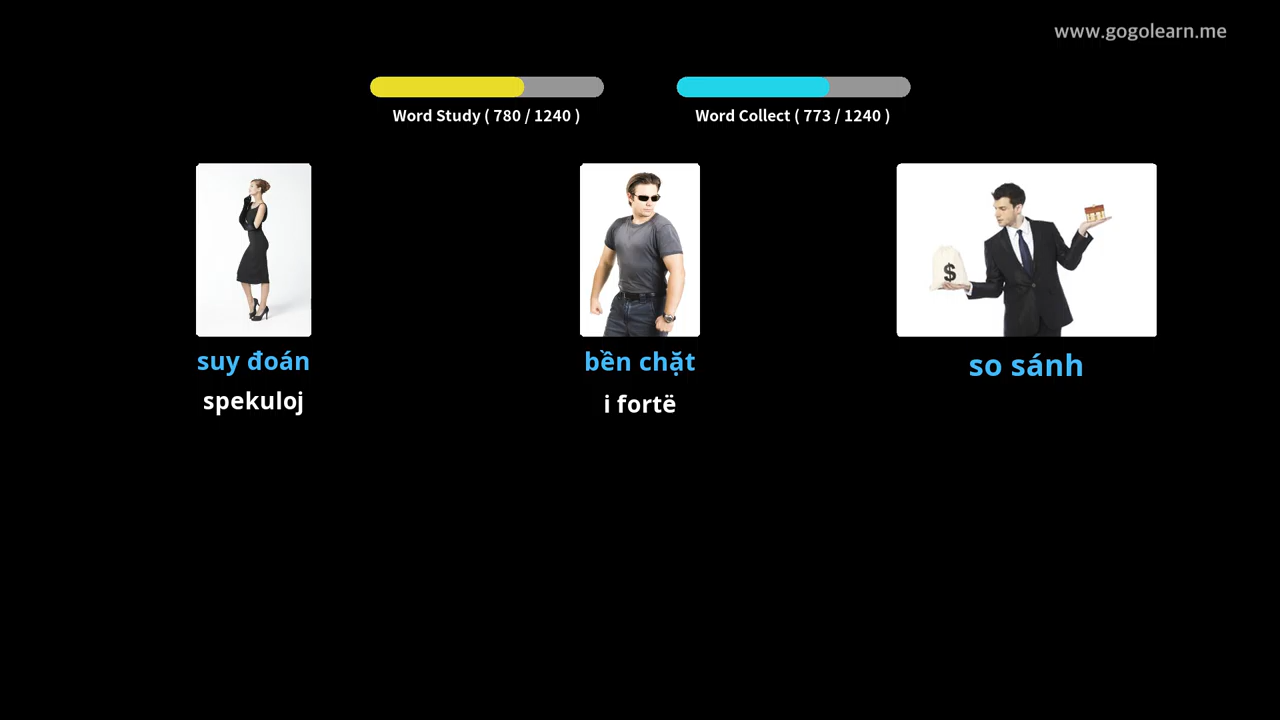 www.gogolearn.me
Word Study ( 780 / 1240 )
Word Collect ( 773 / 1240 )
$
suy đoán
bền chặt
so sánh
spekuloj
i fortë